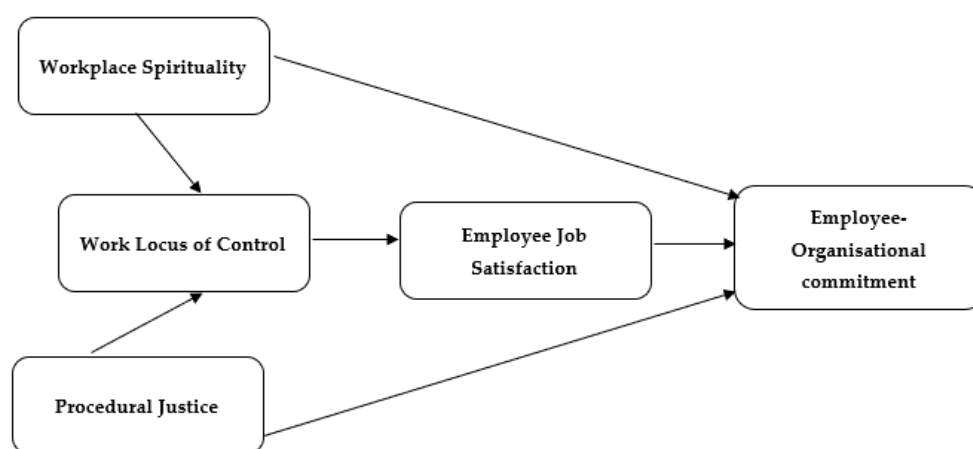 Workplace Spirituality
Work Locus of Control
Employee Job
Satisfaction
Employee-
Organisational
commitment
Procedural Justice